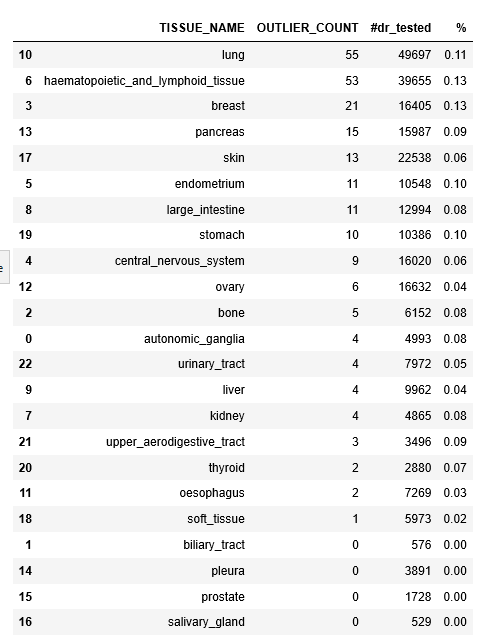 TISSUE_NAME OUTLIER_COUNT #dr_tested %
10 lung 55 49697 0.11
6 haematopoietic_and_lymphoid_tissue 53 39655 0.13
3 breast 21 16405 0.13
13 pancreas 15 15987 0.09
17 skin 13 22538 0.06
5 endometrium 11 10548 0.10
8 large_intestine 11 12994 0.08
19 stomach 10 10386 0.10
4 central_nervous_system 9 16020 0.06
12 ovary 6 16632 0.04
2 bone 5 6152 0.08
0 autonomic_ganglia 4 4993 0.08
22 urinary_tract 4 7972 0.05
9 liver 4 9962 0.04
7 kidney 4 4865 0.08
21 upper_aerodigestive_tract 3 3496 0.09
20 thyroid 2 2880 0.07
11 oesophagus 2 7269 0.03
18 soft_tissue 1 5973 0.02
1 biliary_tract 0 576 0.00
14 pleura 0 3891 0.00
15 prostate 0 1728 0.00
16 salivary_gland 0 529 0.00